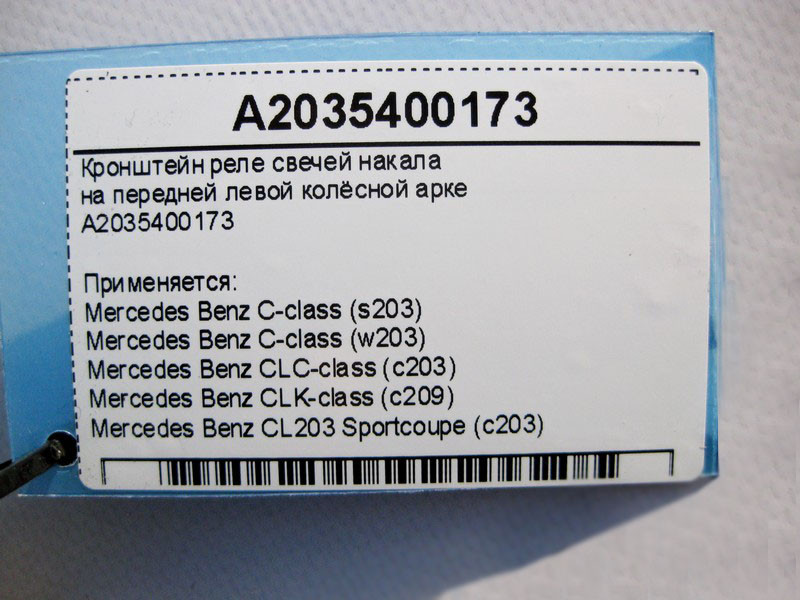 A2035400173
Кронштейн реле свечей накала
на передней левой колёсной арке
A2035400173
Применяется:
Mercedes Benz C-class (s203)
Mercedes Benz C-class (w203)
Mercedes Benz CLC-class (c203)
Mercedes Benz CLK-class (c209)
Mercedes Benz CL203 Sportcoupe (c203)